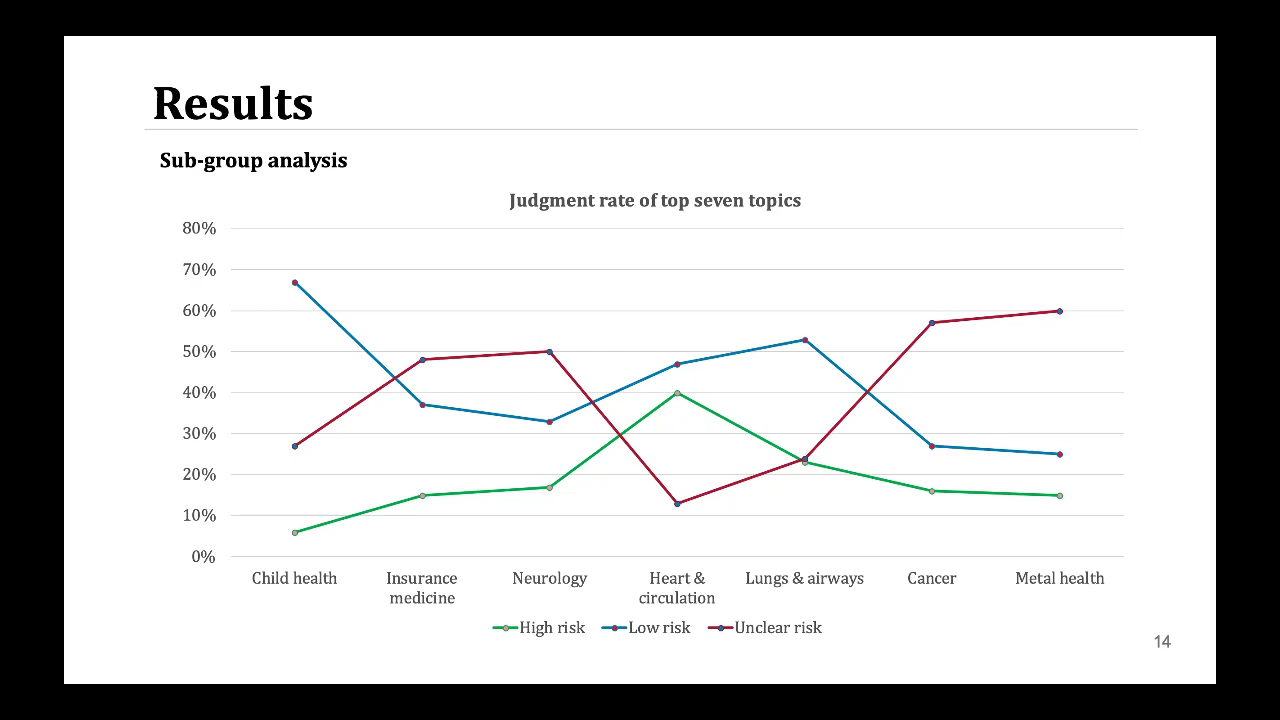 Results
Sub-group analysis
Judgment rate of top seven topics
80%
70%
60%
50%
40%
30%
20%
10%
0%
Child health
Insurance
medicine
Neurology
Heart &
circulation
Lungs & airways
Cancer
Metal health
High risk
Low risk
Unclear risk
14